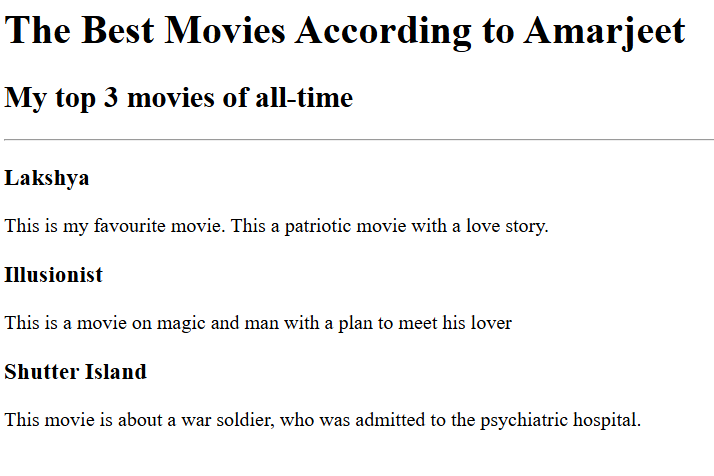 The Best Movies According to Amarjeet
My top 3 movies of all-time
Lakshya
This is my favourite movie. This a patriotic movie with a love story.
Illusionist
This is a movie on magic and man with a plan to meet his lover
Shutter Island
This movie is about a war soldier, who was admitted to the psychiatric hospital.